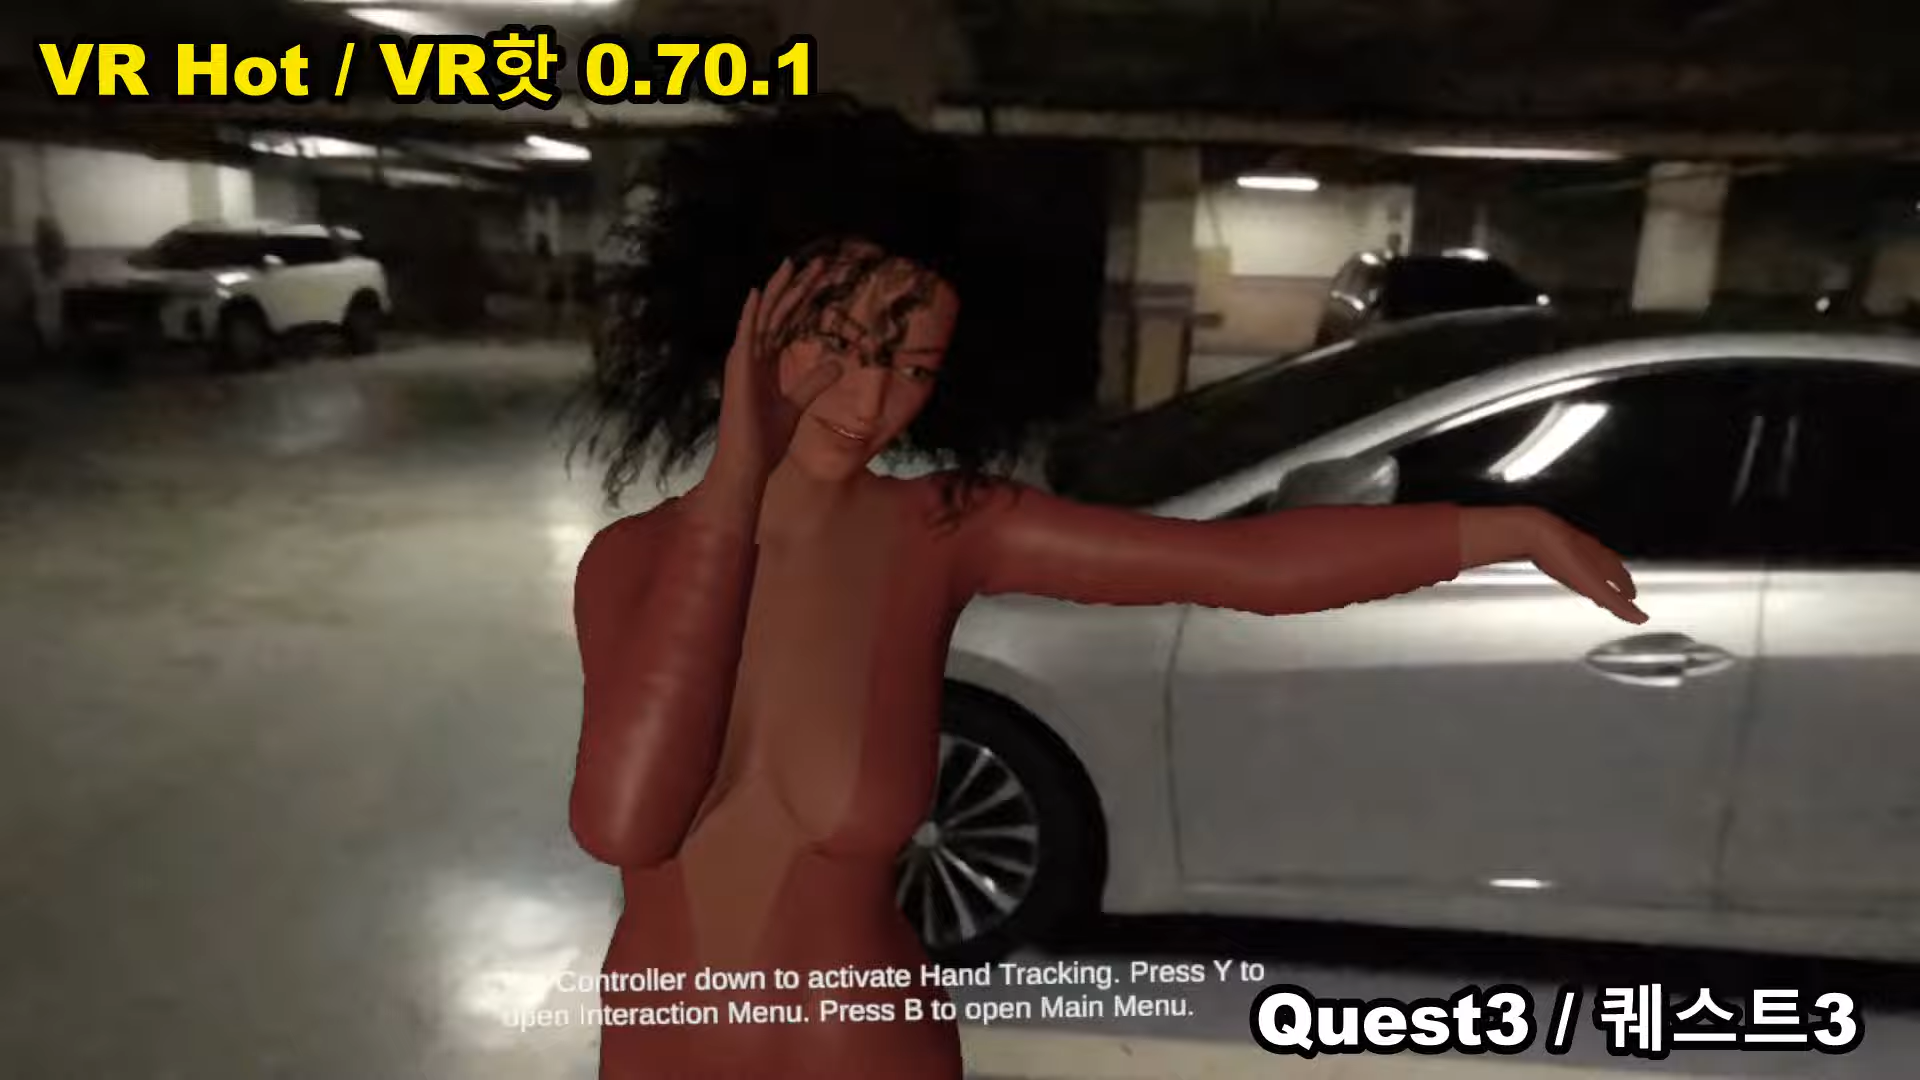 VR Hot / VR핫 0.70.1
Controller down to activate Hand Tracking. Press Y to
open Interaction Menu. Press B to open Main Menu.
Quest3 / 퀘스트3